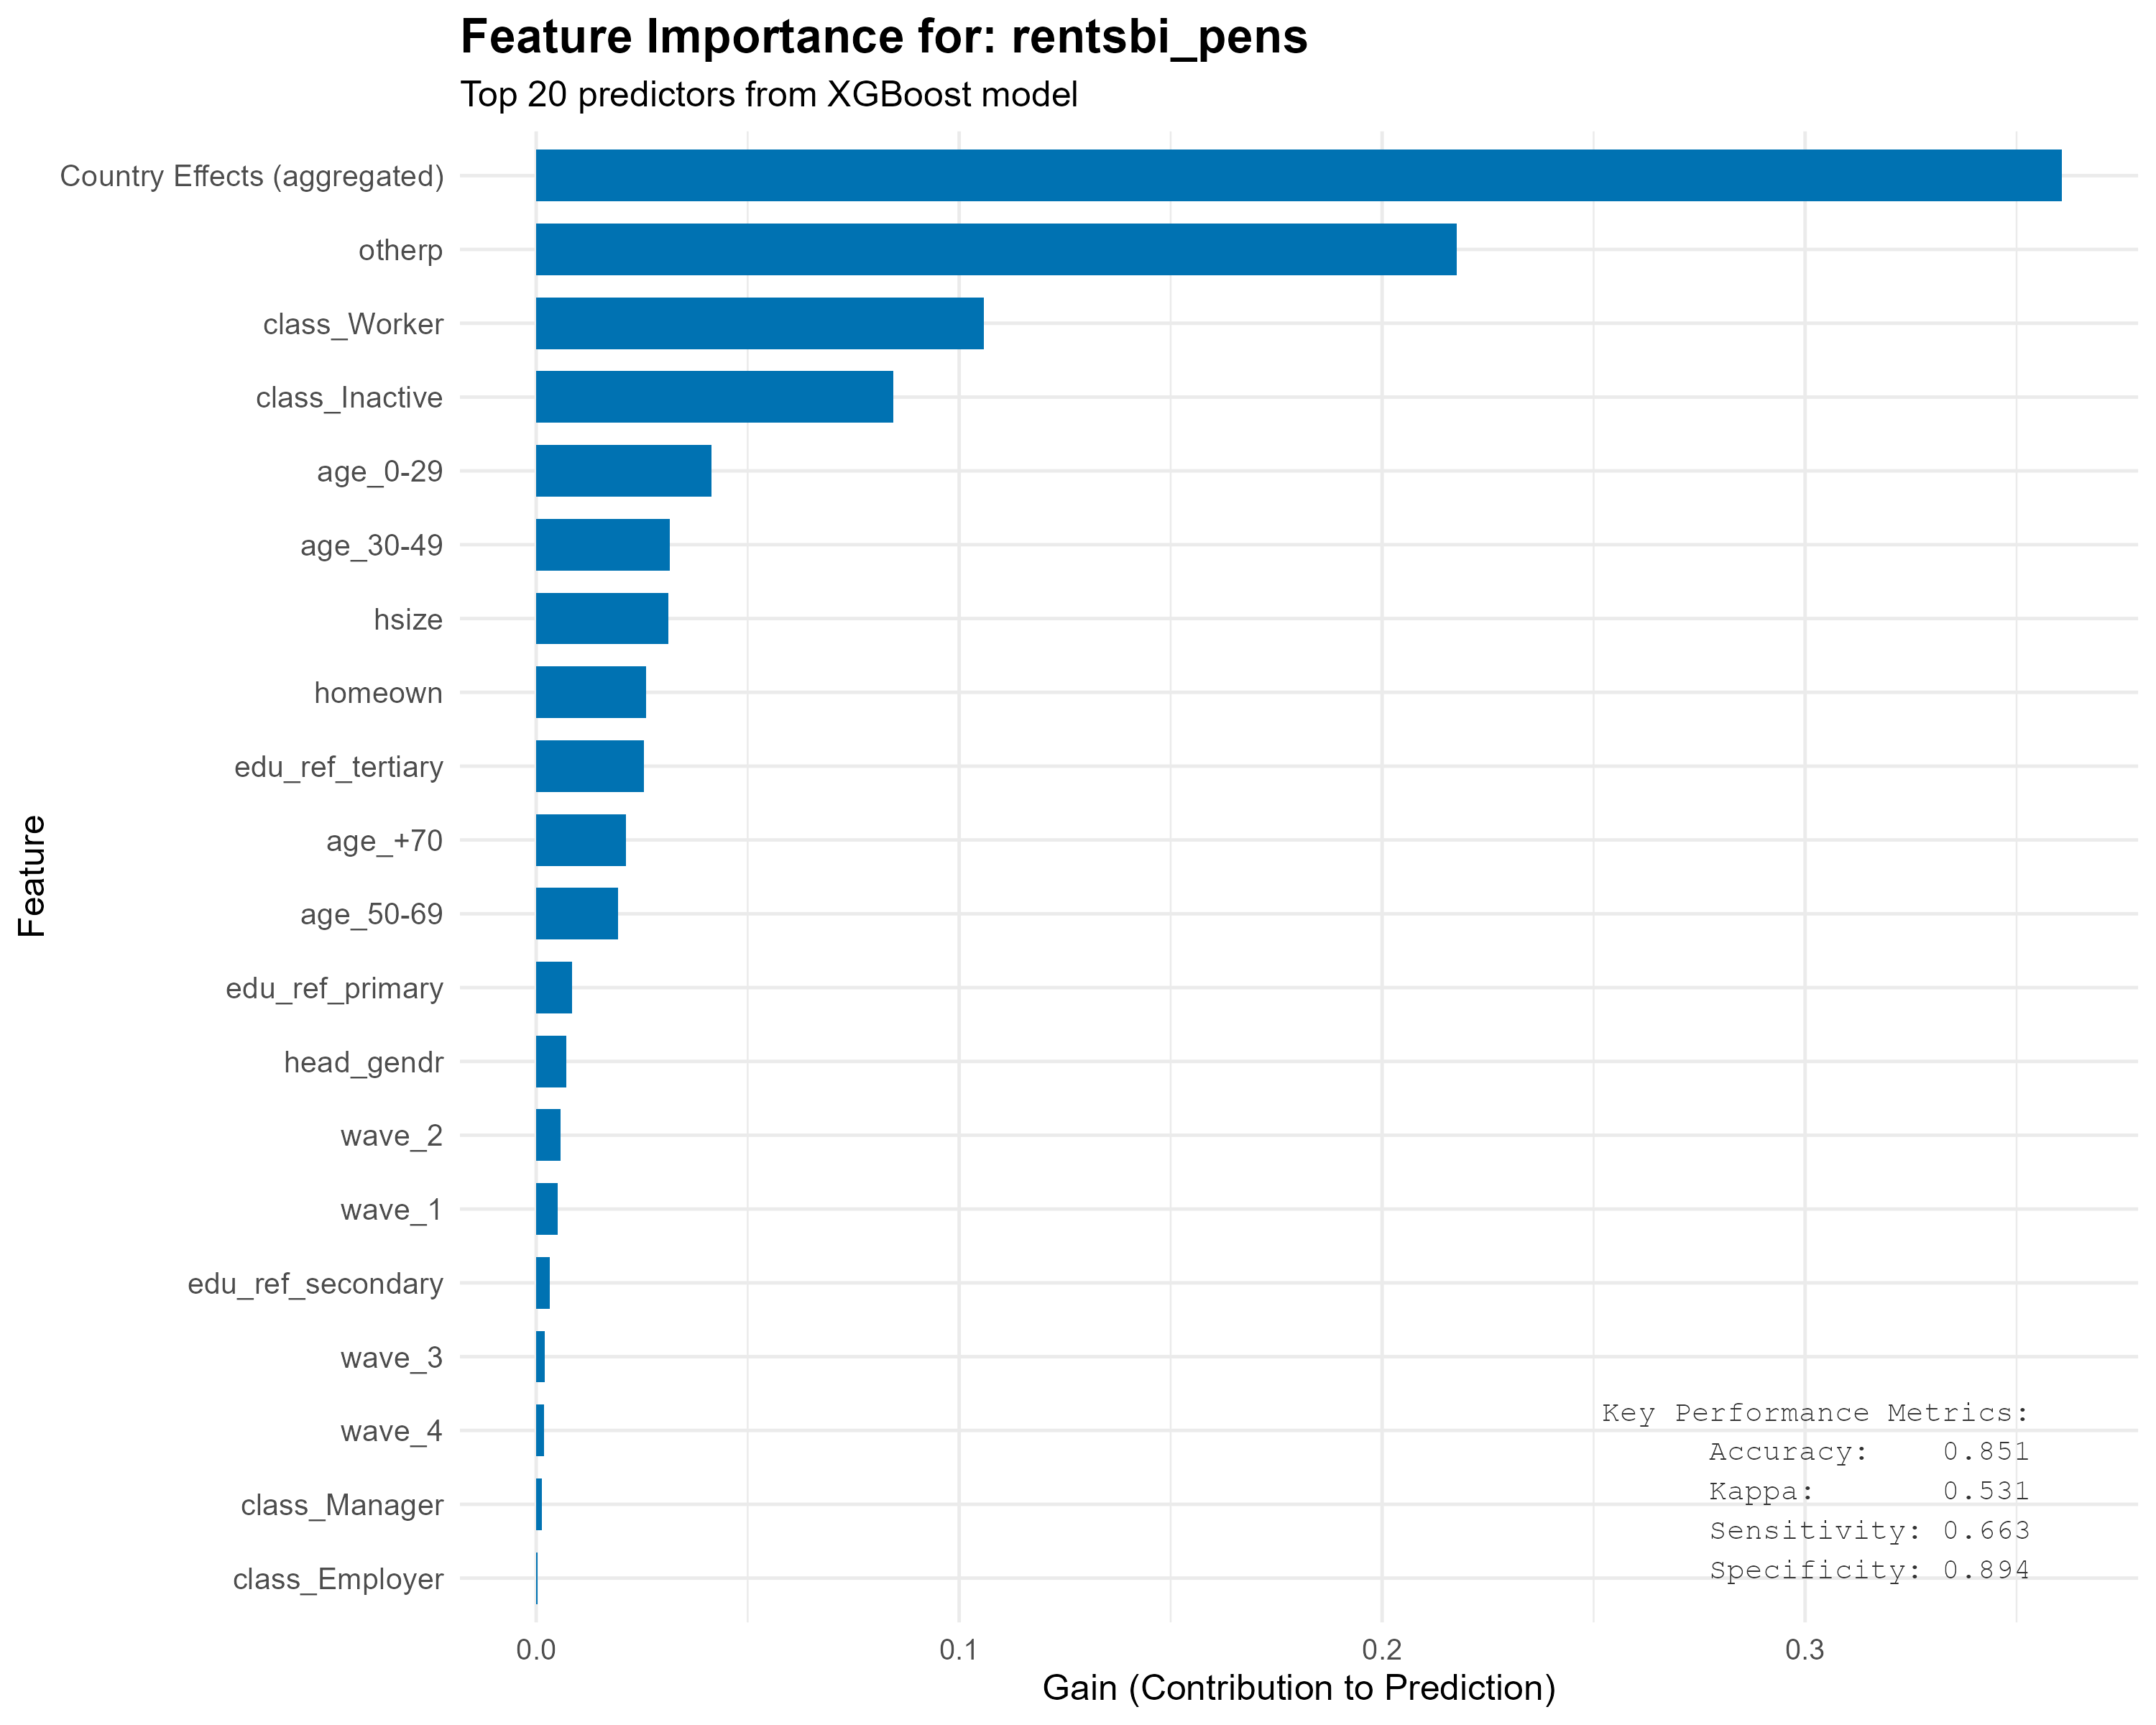 Feature Importance for: rentsbi_pens
Top 20 predictors from XGBoost model
Country Effects (aggregated)
otherp
class_Worker
class_Inactive
age_0-29
age_30-49
hsize
homeown
edu_ref_tertiary
age_+70
age_50-69
edu_ref_primary
head_gendr
wave_2
wave_1
edu_ref_secondary
wave_3
wave_4
class_Manager
class_Employer
Feature
Key Performance Metrics:
Accuracy: 0.851
Kappa: 0.531
Sensitivity: 0.663
Specificity: 0.894
0.0 0.1 0.2 0.3
Gain (Contribution to Prediction)